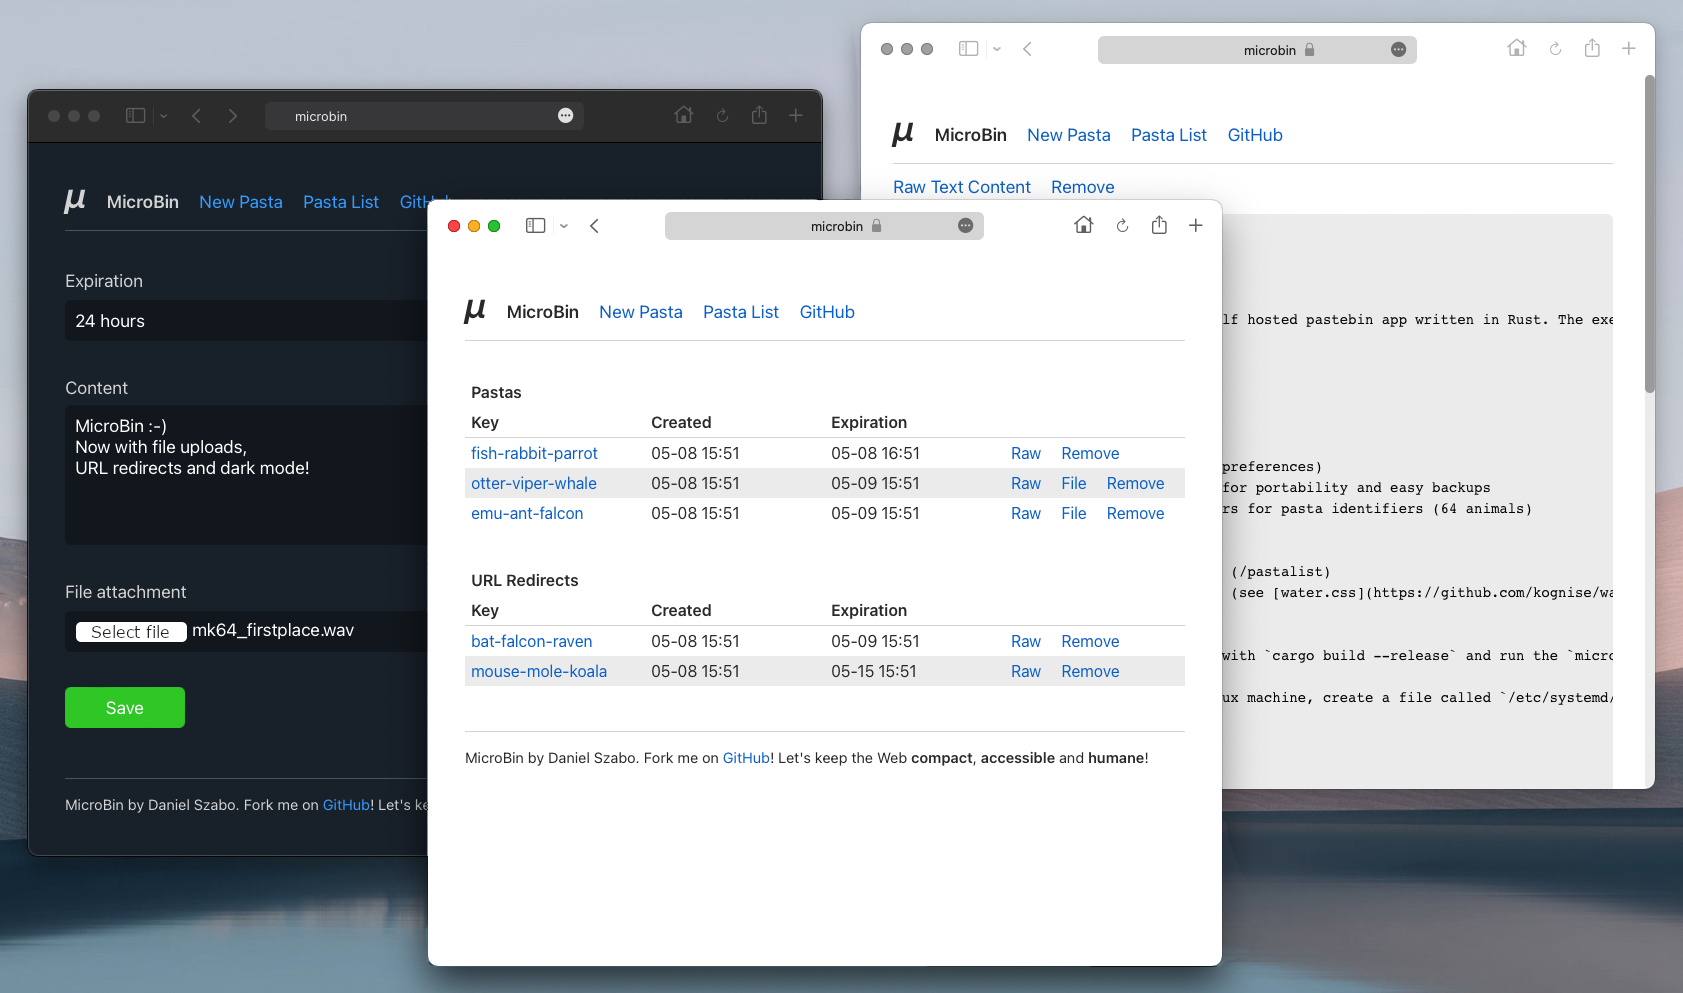 microbin
µ MicroBin New Pasta Pasta List GitHub
Expiration
24 hours
Content
MicroBin :-)
Now with file uploads,
URL redirects and dark mode!
File attachment
Select file mk64_firstplace.wav
Save
MicroBin by Daniel Szabo. Fork me on GitHub! Let's
microbin
µ MicroBin New Pasta Pasta List GitHub
Pastas
Key Created Expiration
fish-rabbit-parrot 05-08 15:51 05-08 16:51 Raw Remove
otter-viper-whale 05-08 15:51 05-09 15:51 Raw File Remove
emu-ant-falcon 05-08 15:51 05-09 15:51 Raw File Remove
URL Redirects
Key Created Expiration
bat-falcon-raven 05-08 15:51 05-09 15:51 Raw Remove
mouse-mole-koala 05-08 15:51 05-15 15:51 Raw Remove
MicroBin by Daniel Szabo. Fork me on GitHub! Let's keep the Web compact, accessible and humane!
microbin
µ MicroBin New Pasta Pasta List GitHub
Raw Text Content Remove
lf hosted pastebin app written in Rust. The exe
preferences)
for portability and easy backups
rs for pasta identifiers (64 animals)
(/pastalist)
(see [water.css](https://github.com/kognise/wa
with `cargo build --release` and run the `micro
ux machine, create a file called `/etc/systemd/